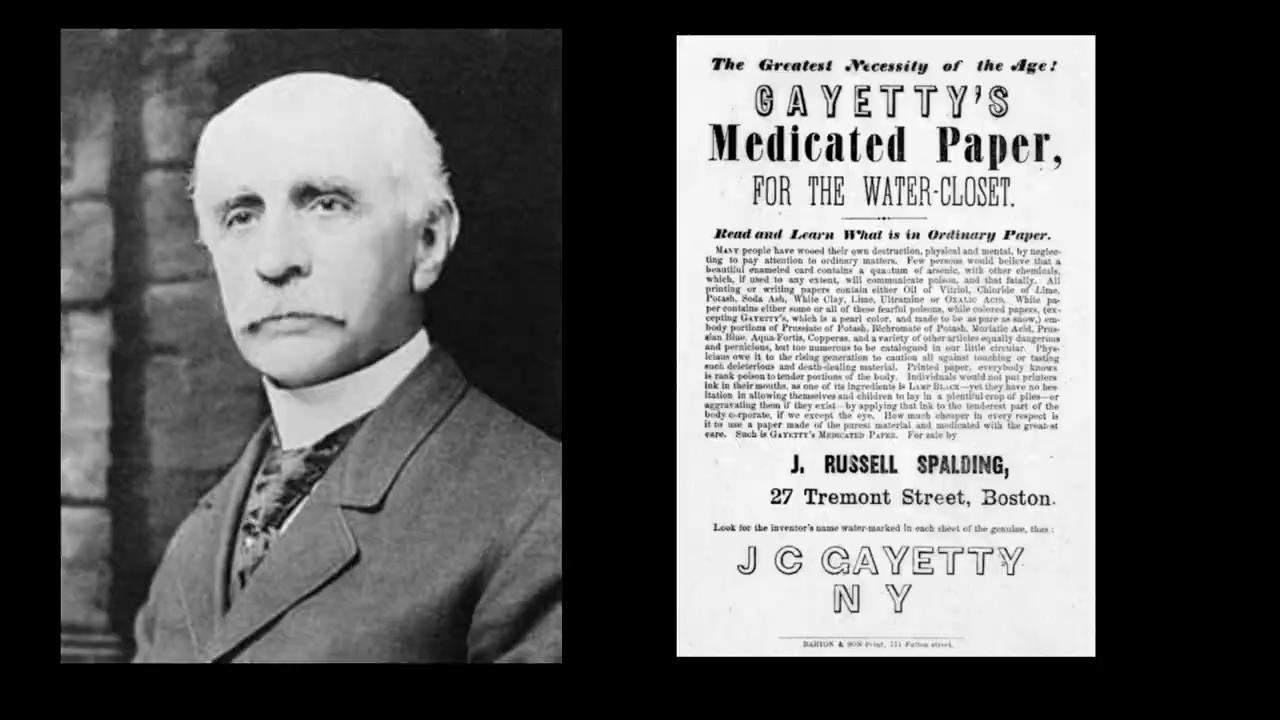 The Greatest Necessity of the Age!
GAYETTY'S
Medicated Paper,
FOR THE WATER-CLOSET.
Read and Learn What is in Ordinary Paper.
MANY people have wooed their own destruction, physical and mental, by neglec-
ting to pay attention to ordinary matters. Few persons would believe that a
beautiful enameled card contains a quantum of arsenic, with other chemicals,
which, if used to any extent, will communicate poison, and that fatally. All
printing or writing papers contain either Oil of Vitriol, Chloride of Lime,
Potash, Soda Ash, White Clay, Lime, Ultramine or OXALIC ACID. White pa-
per contains either some or all of these fearful poisons, while colored papers, (ex-
cepting GAYETTY'S, which is a pearl color, and made to be as pure as snow,) em-
body portions of Prussiate of Potash, Bichromate of Potash, Muriatic Acid, Prus-
sian Blue, Aqua Fortis, Copperas, and a variety of other articles equally dangerous
and pernicious, but too numerous to be catalogued in our little circular. Phys-
icians owe it to the rising generation to caution all against touching or tasting
such deleterious and death-dealing material. Printed paper, everybody knows
is rank poison to tender portions of the body. Individuals would not put printers
ink in their mouths, as one of its ingredients is LAMP BLACK—yet they have no hes-
itation in allowing themselves and children to lay in a plentiful crop of piles—or
aggravating them if they exist—by applying that ink to the tenderest part of the
body corporate, if we except the eye. How much cheaper in every respect is
it to use a paper made of the purest material and medicated with the greatest
care. Such is GAYETTY'S MEDICATED PAPER. For sale by
J. RUSSELL SPALDING,
27 Tremont Street, Boston.
Look for the inventor's name water-marked in each sheet of the genuine, thus:
J C GAYETTY
N Y
BARTON & SON Print, 111 Fulton street.